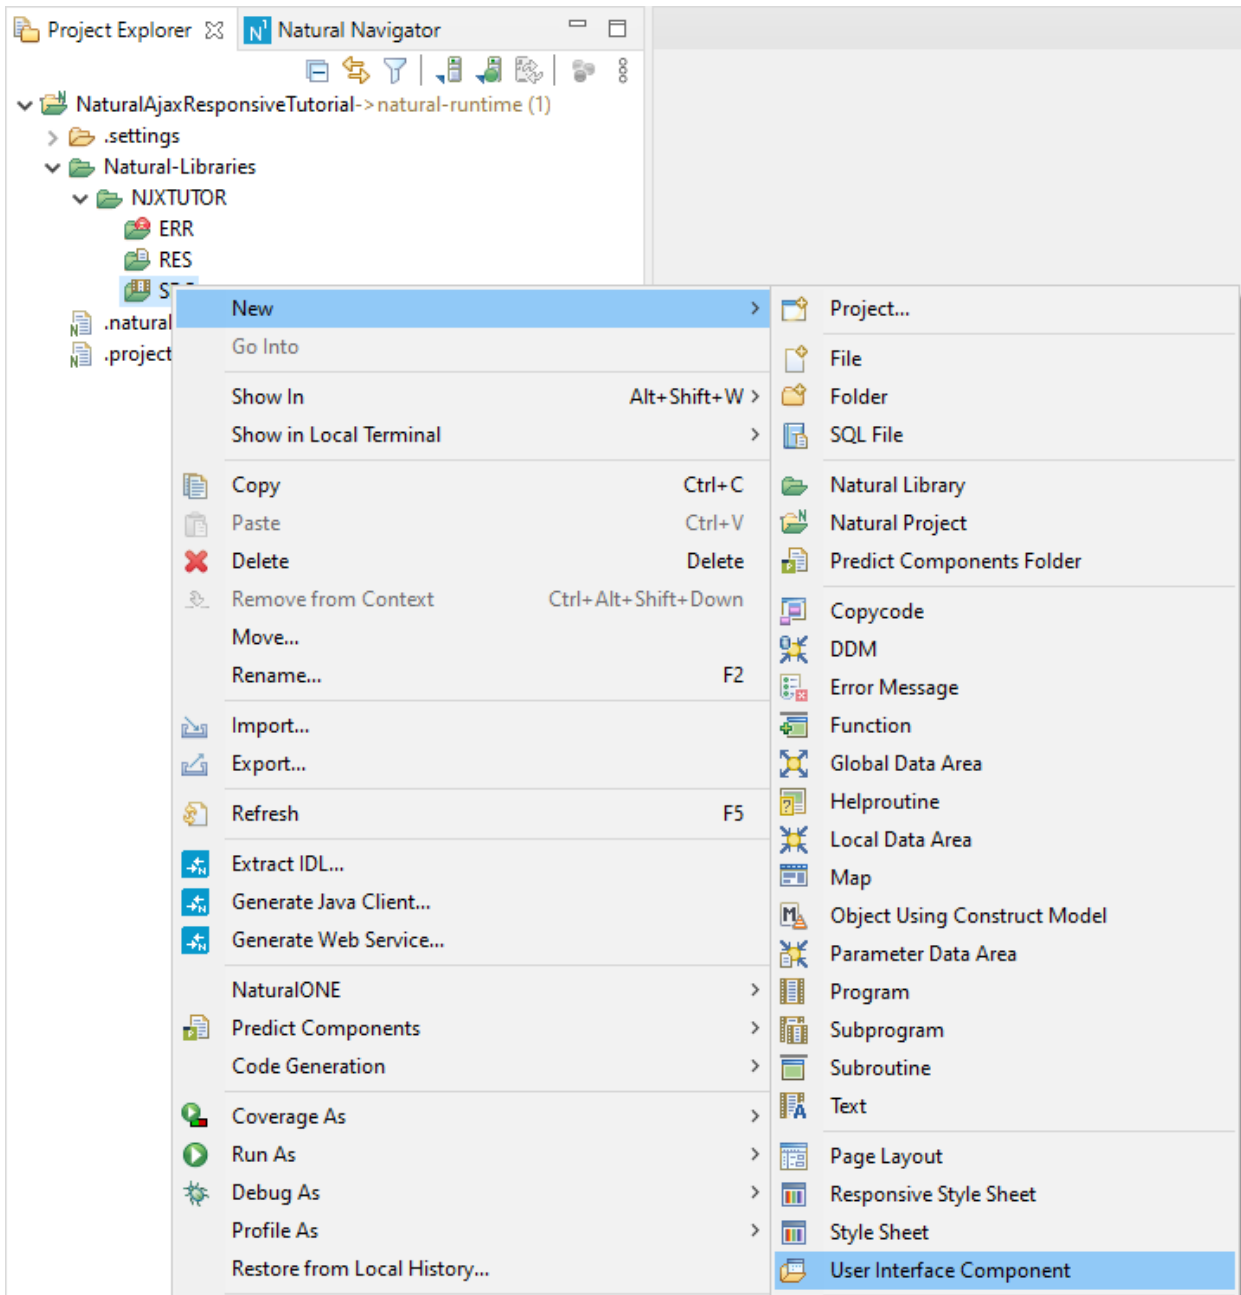 Project Explorer
Natural Navigator
NaturalAjaxResponsiveTutorial->natural-runtime (1)
.settings
Natural-Libraries
NJXTUTOR
ERR
RES
.natural
.project
New
Go Into
Show In Alt+Shift+W
Show in Local Terminal
Copy Ctrl+C
Paste Ctrl+V
Delete Delete
Remove from Context Ctrl+Alt+Shift+Down
Move...
Rename... F2
Import...
Export...
Refresh F5
Extract IDL...
Generate Java Client...
Generate Web Service...
NaturalONE
Predict Components
Code Generation
Coverage As
Run As
Debug As
Profile As
Restore from Local History...
Project...
File
Folder
SQL File
Natural Library
Natural Project
Predict Components Folder
Copycode
DDM
Error Message
Function
Global Data Area
Helproutine
Local Data Area
Map
Object Using Construct Model
Parameter Data Area
Program
Subprogram
Subroutine
Text
Page Layout
Responsive Style Sheet
Style Sheet
User Interface Component